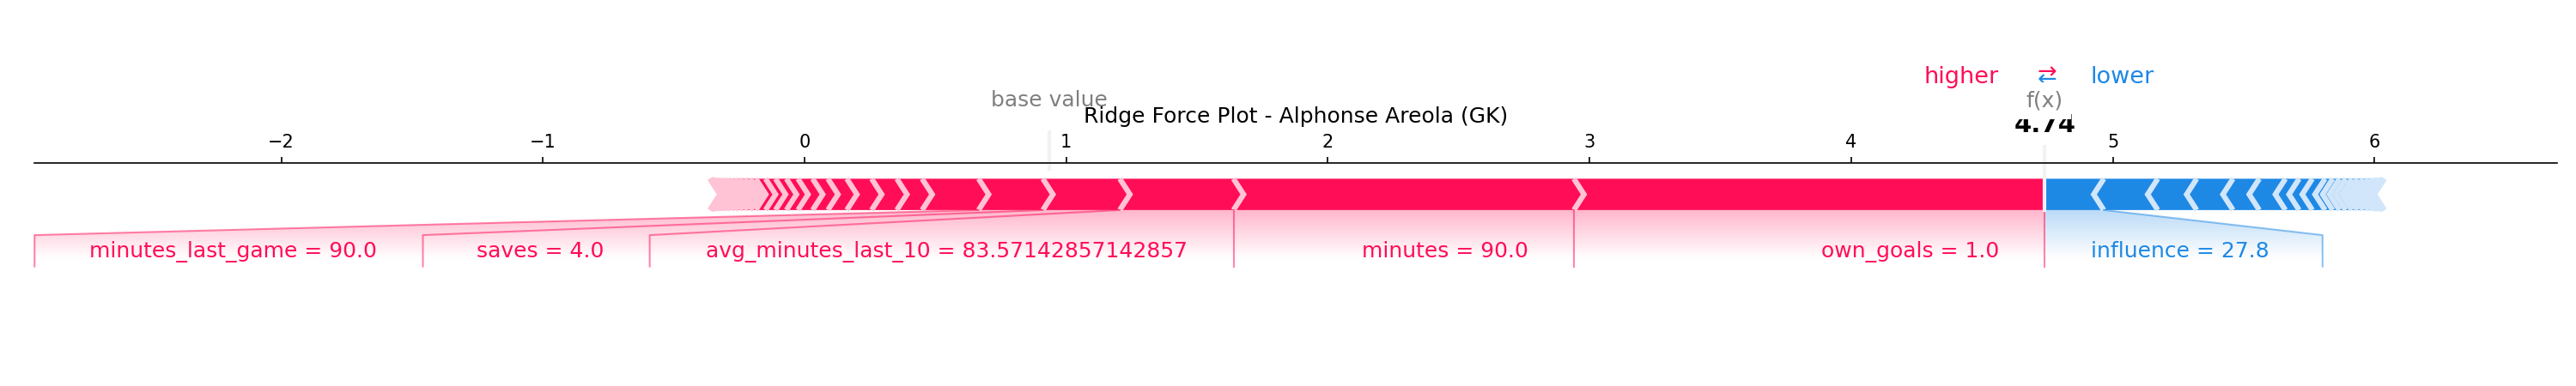 higher ⇄ lower
base value
f(x)
Ridge Force Plot - Alphonse Areola (GK)
4.74
−2 −1 0 1 2 3 4 5 6
minutes_last_game = 90.0 saves = 4.0 avg_minutes_last_10 = 83.57142857142857 minutes = 90.0 own_goals = 1.0 influence = 27.8